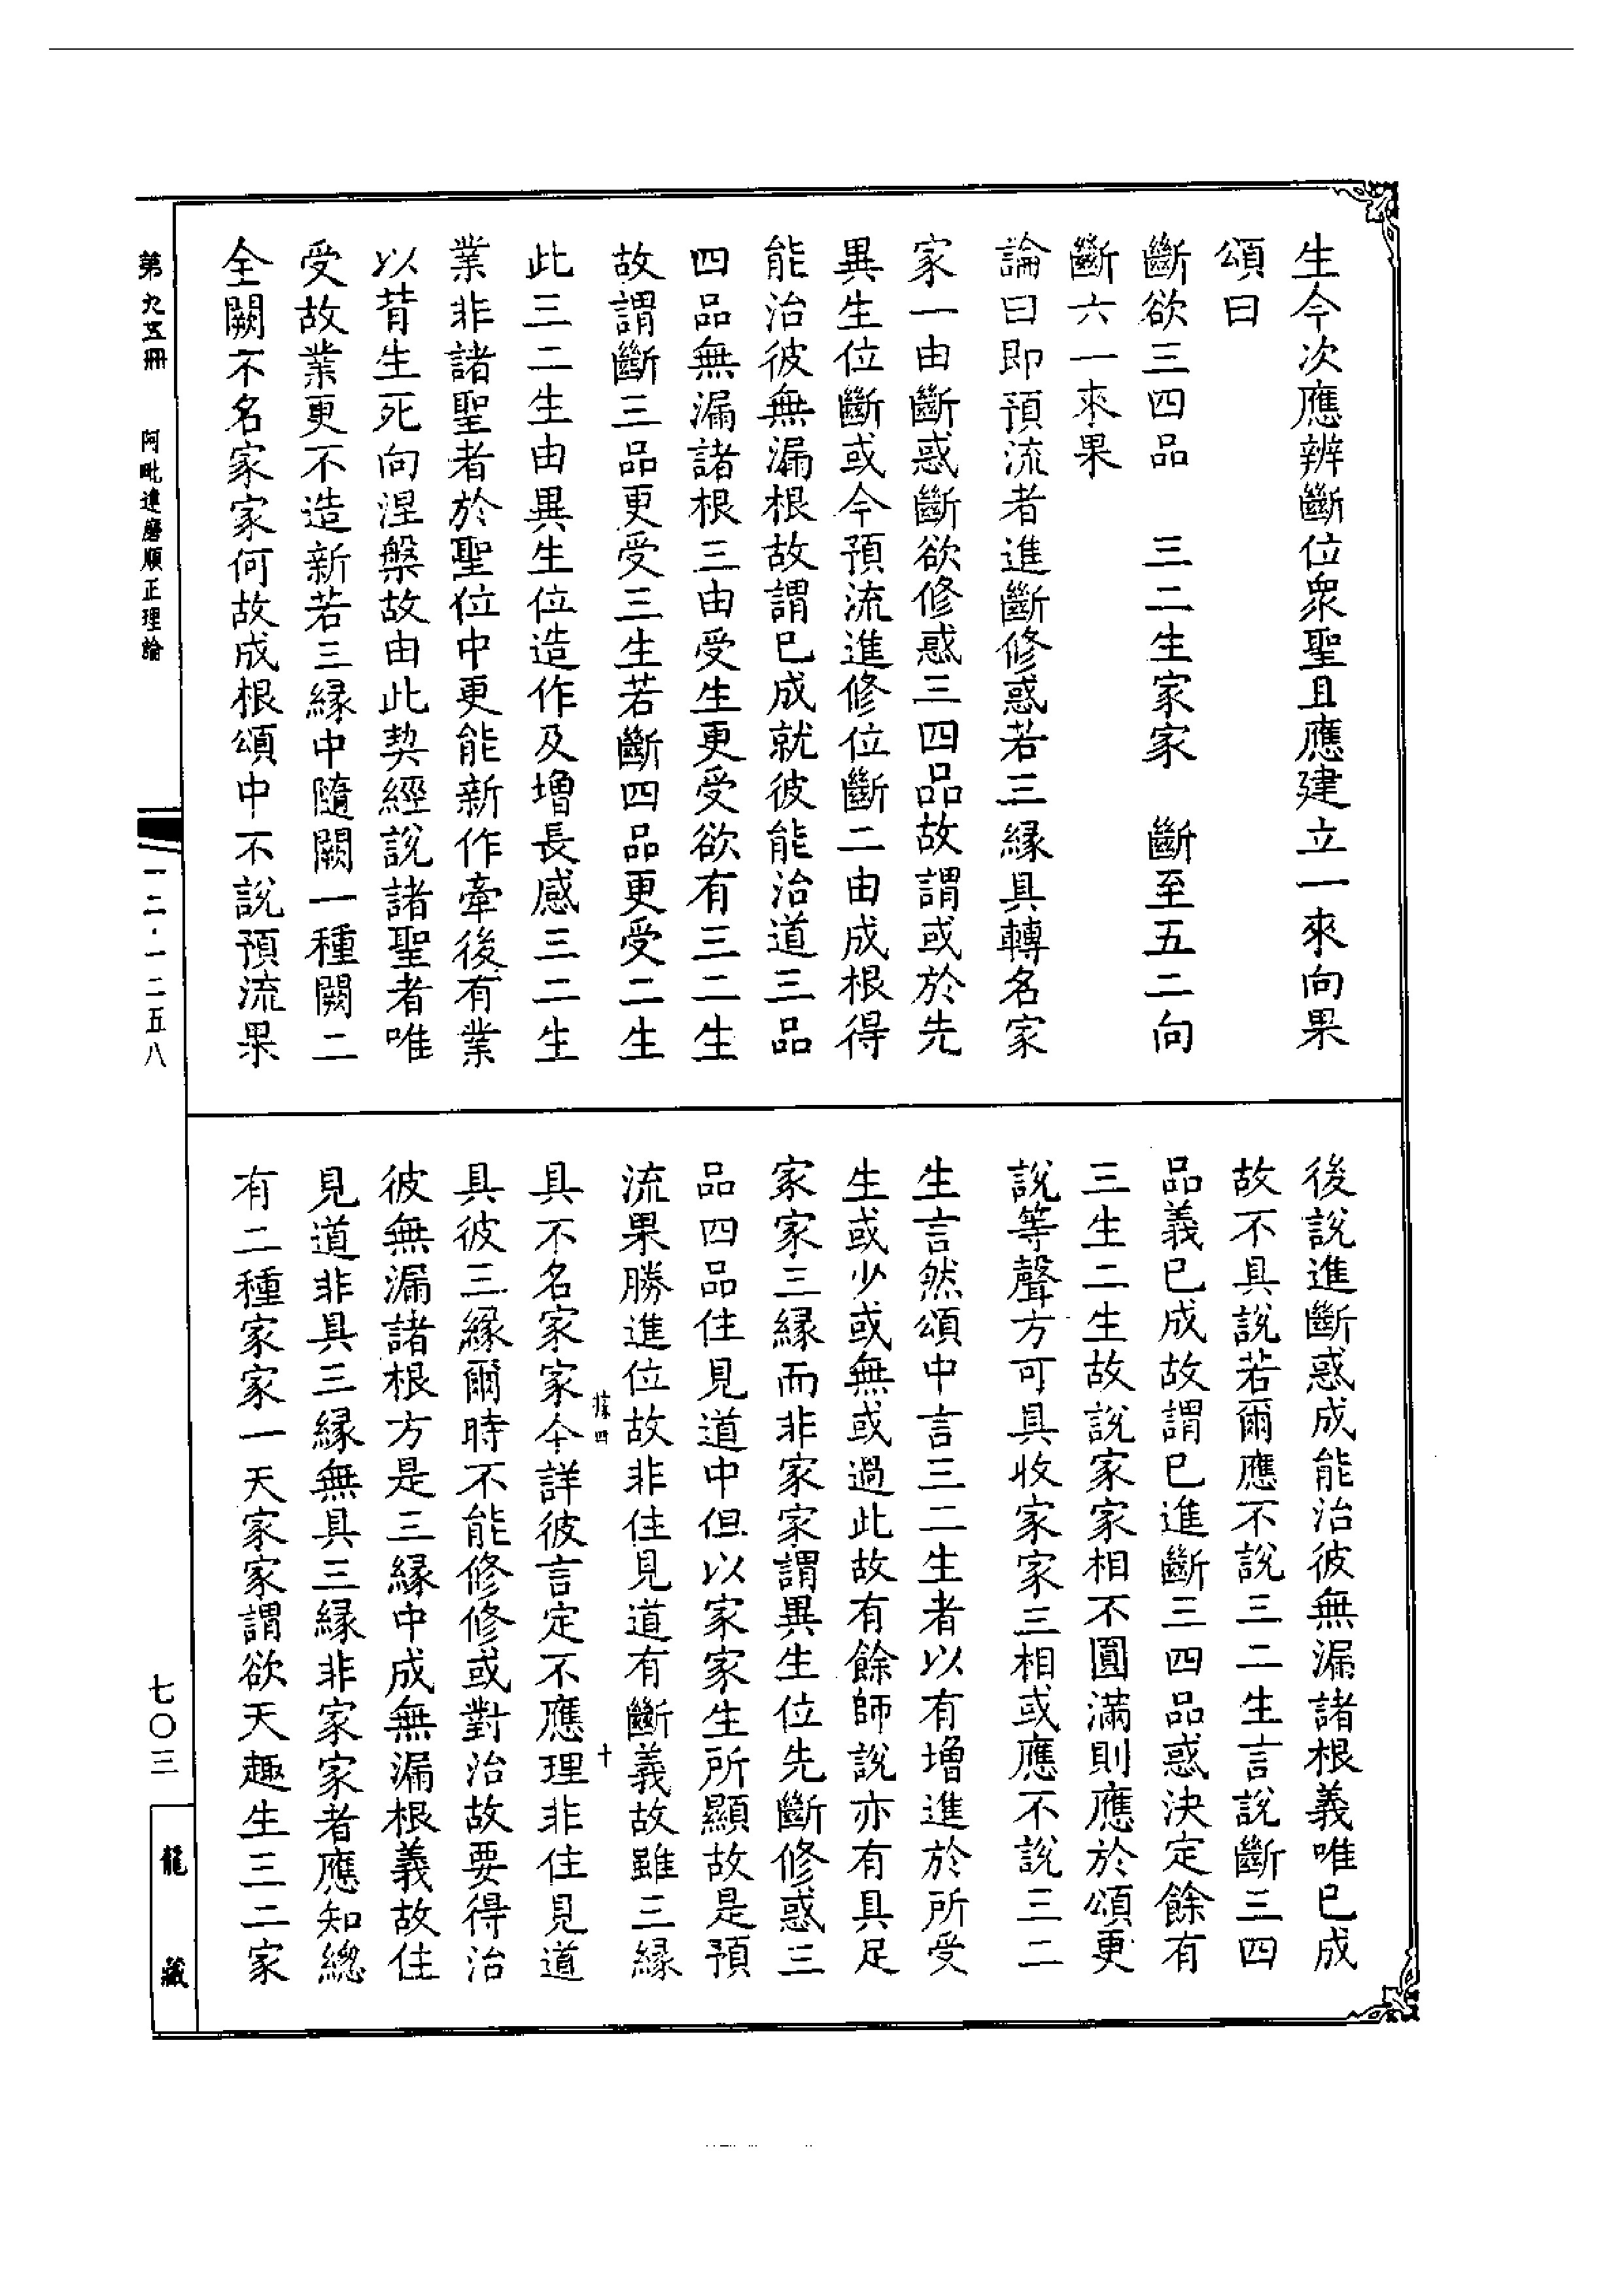 生今次應辨斷位衆聖且應建立一來向果
頌曰
斷欲三四品　三二生家家　斷至五二向
斷六一來果
論曰即預流者進斷修惑若三縁具轉名家
家一由斷惑斷欲修惑三四品故謂或於先
異生位斷或今預流進修位斷二由成根得
能治彼無漏根故謂已成就彼能治道三品
四品無漏諸根三由受生更受欲有三二生
故謂斷三品更受三生若斷四品更受二生
此三二生由異生位造作及增長感三二生
業非諸聖者於聖位中更能新作牽後有業
以背生死向涅槃故由此契經說諸聖者唯
受故業更不造新若三縁中隨闕一種闕二
全闕不名家家何故成根頌中不說預流果
後說進斷惑成能治彼無漏諸根義唯已成
故不具說若爾應不說三二生言說斷三四
品義已成故謂已進斷三四品惑決定餘有
三生二生故說家家相不圓滿則應於頌更
說等聲方可具收家家三相或應不說三二
生言然頌中言三二生者以有增進於所受
生或少或無或過此故有餘師說亦有具足
家家三縁而非家家謂異生位先斷修惑三
品四品住見道中但以家家生所顯故是預
流果勝進位故非住見道有斷義故雖三縁
據四　十
具不名家家今詳彼言定不應理非住見道
具彼三縁爾時不能修修或對治故要得治
彼無漏諸根方是三縁中成無漏根義故住
見道非具三縁無具三縁非家家者應知總
有二種家家一天家家謂欲天趣生三二家
第九五冊　阿毗達磨順正理論　一二·一二五八　七〇三　龍藏